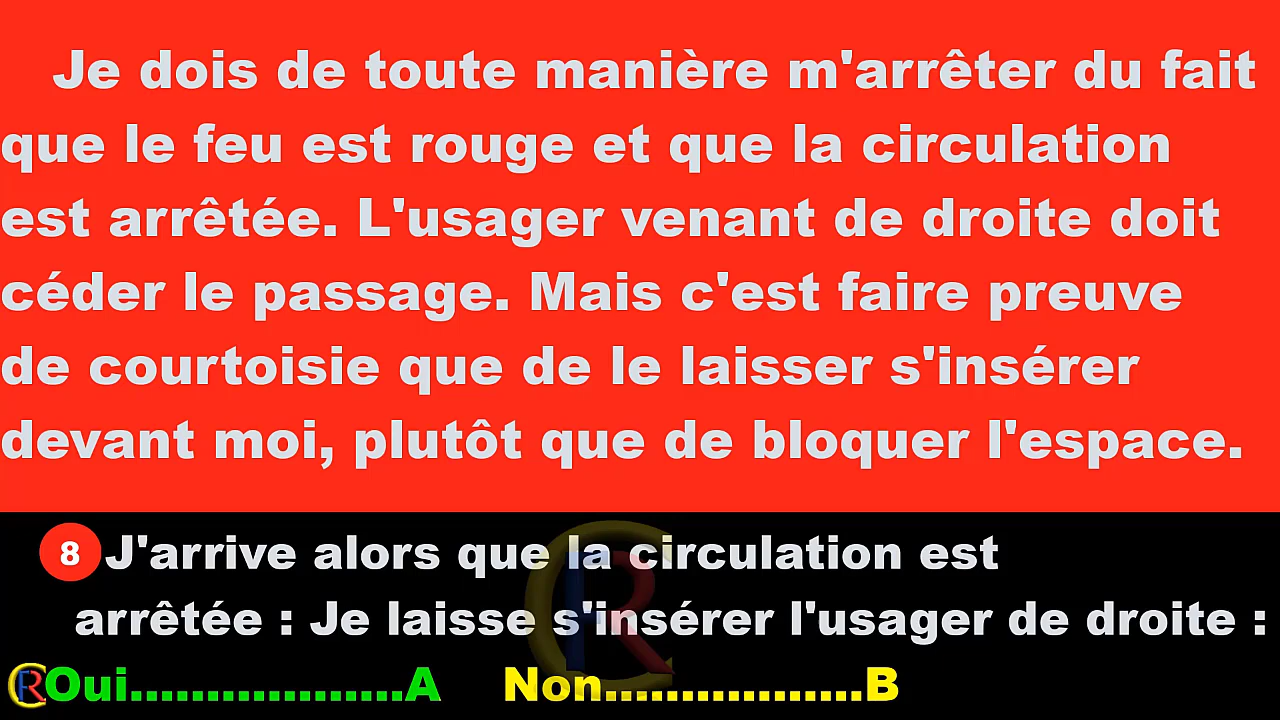 Je dois de toute manière m'arrêter du fait
que le feu est rouge et que la circulation
est arrêtée. L'usager venant de droite doit
céder le passage. Mais c'est faire preuve
de courtoisie que de le laisser s'insérer
devant moi, plutôt que de bloquer l'espace.
8 J'arrive alors que la circulation est
arrêtée : Je laisse s'insérer l'usager de droite :
CFR Oui..................A Non.................B